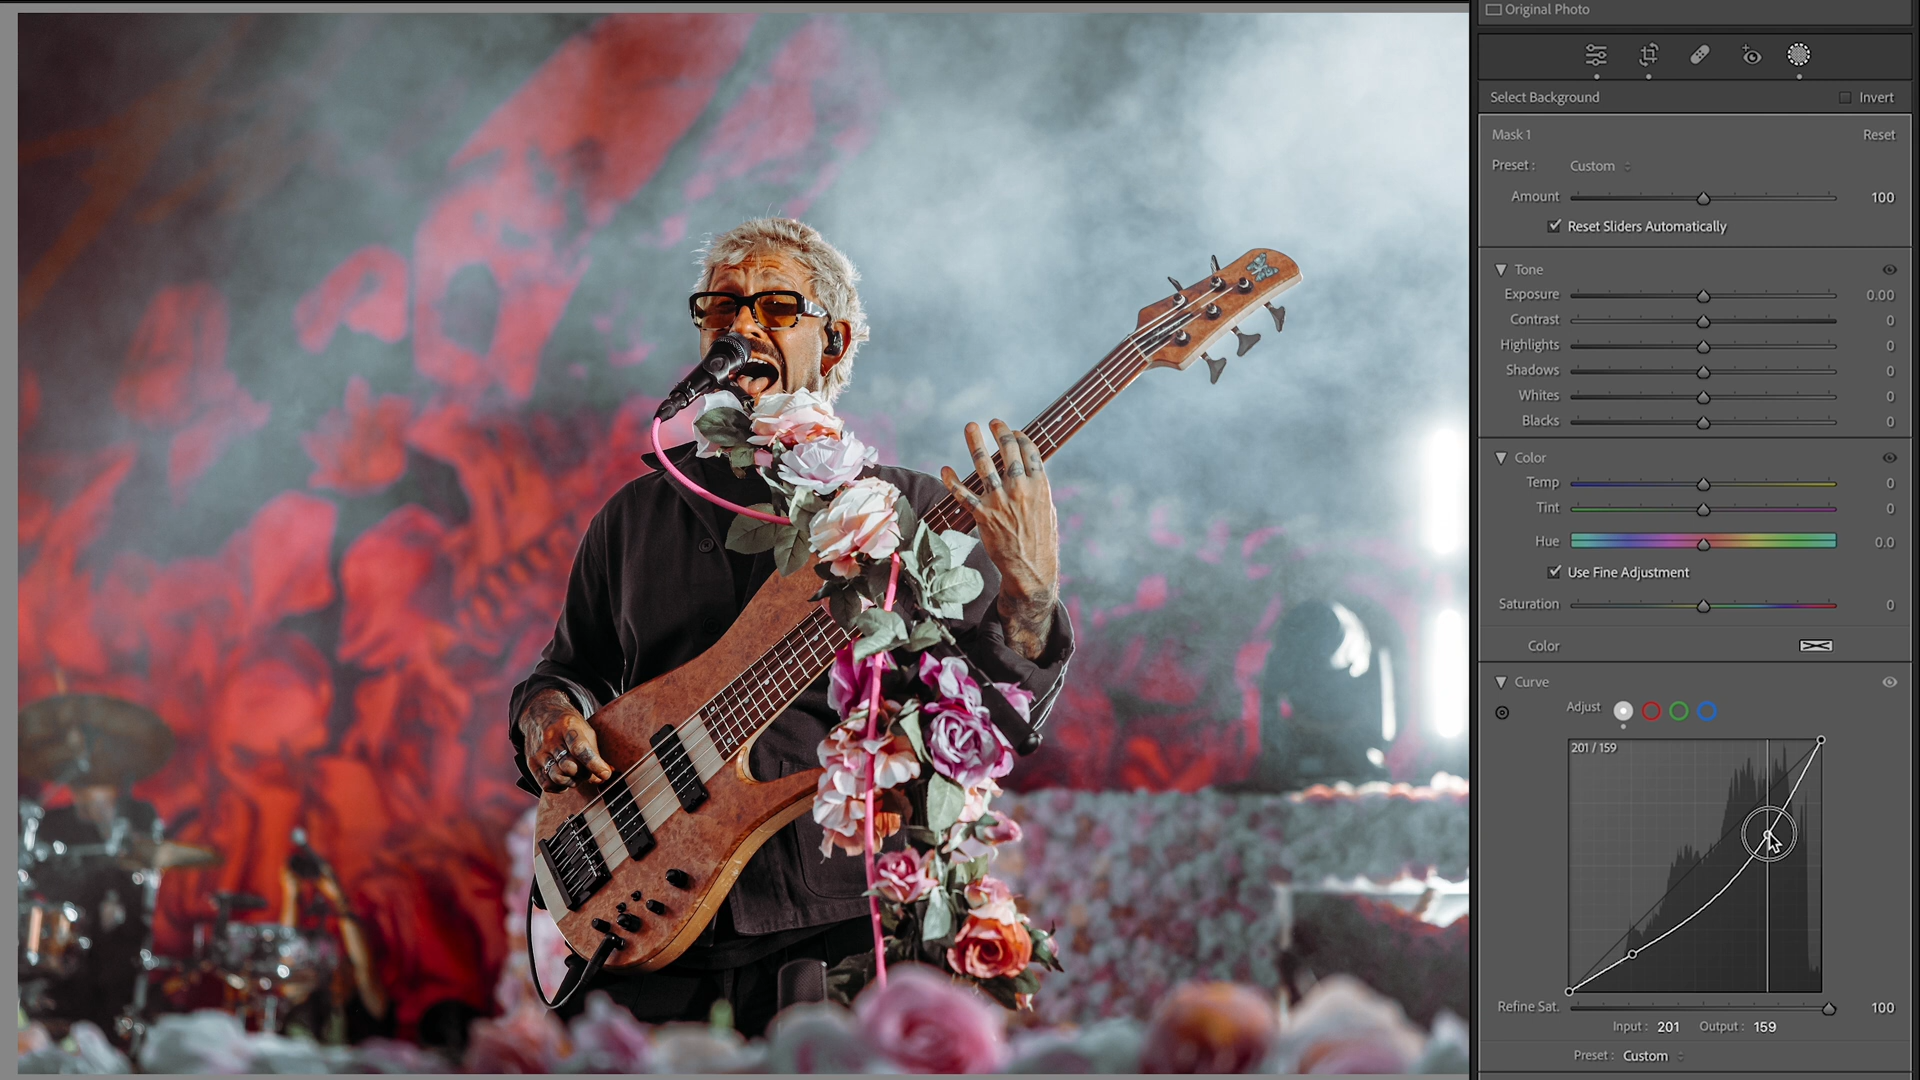 Original Photo
Select Background Invert
Mask 1 Reset
Preset : Custom
Amount 100
Reset Sliders Automatically
Tone
Exposure 0.00
Contrast 0
Highlights 0
Shadows 0
Whites 0
Blacks 0
Color
Temp 0
Tint 0
Hue 0.0
Use Fine Adjustment
Saturation 0
Color
Curve
Adjust
201 / 159
Refine Sat. 100
Input : 201 Output : 159
Preset : Custom